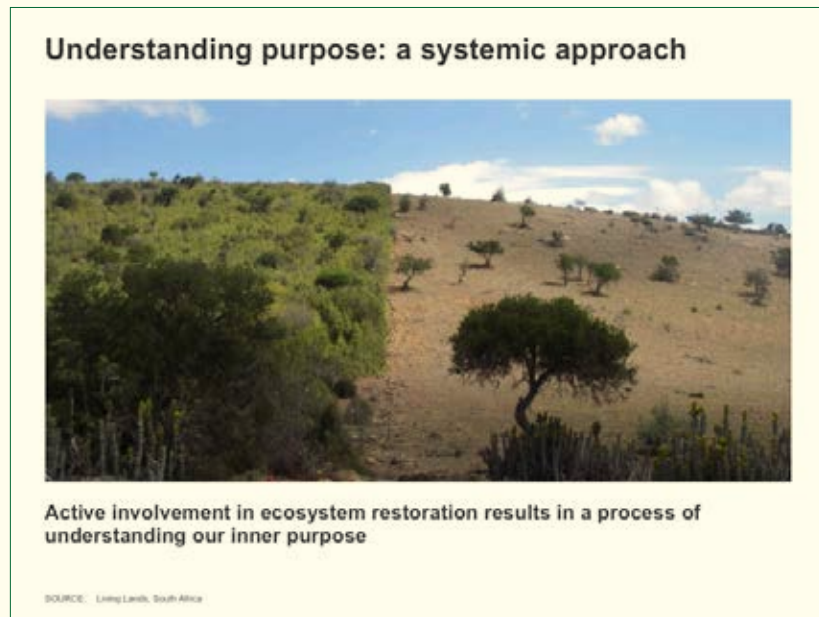 Understanding purpose: a systemic approach
Active involvement in ecosystem restoration results in a process of
understanding our inner purpose
SOURCE: Living Lands, South Africa